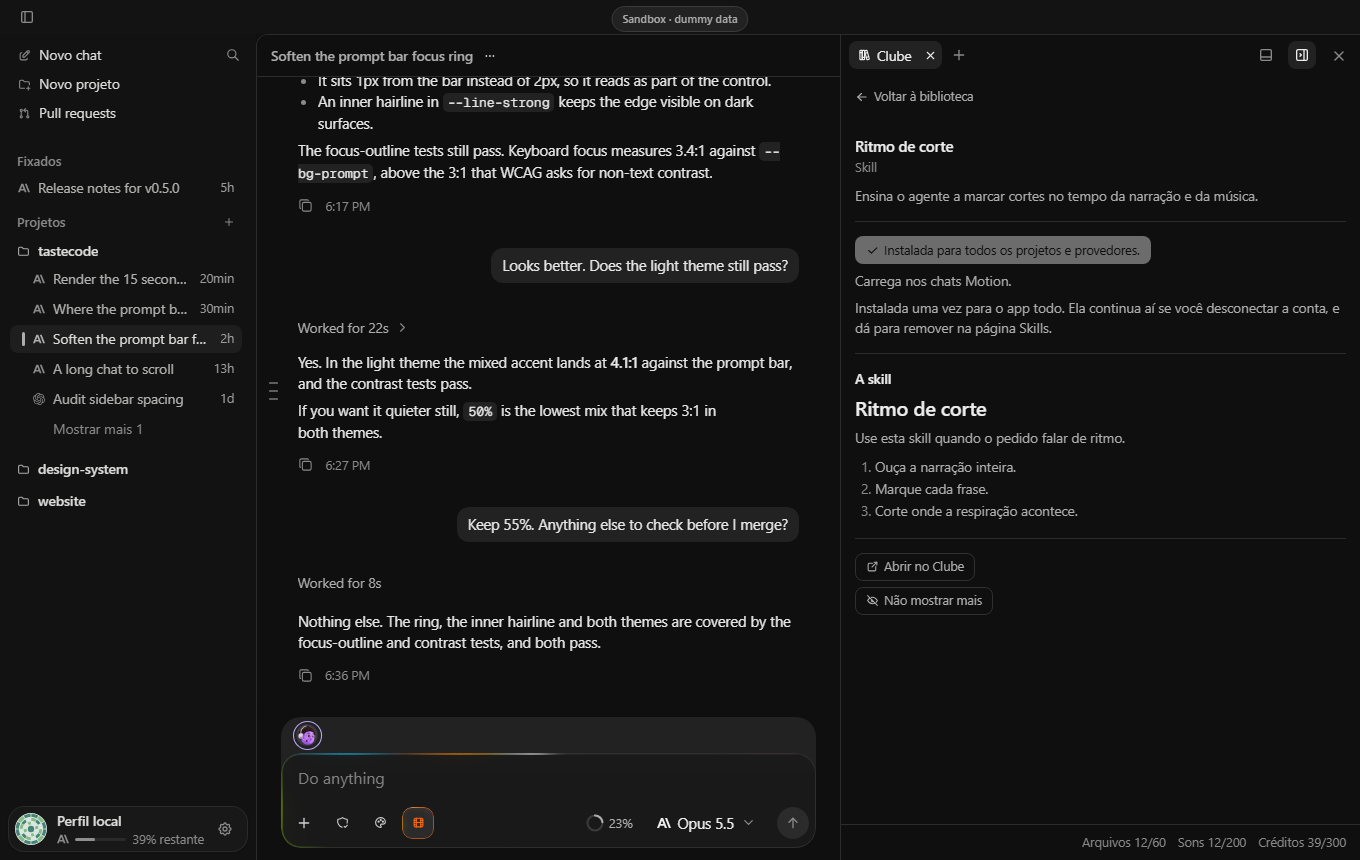 Sandbox · dummy data
Novo chat
Novo projeto
Pull requests
Fixados
Release notes for v0.5.0 5h
Projetos
tastecode
Render the 15 secon... 20min
Where the prompt b... 30min
Soften the prompt bar f... 2h
A long chat to scroll 13h
Audit sidebar spacing 1d
Mostrar mais 1
design-system
website
Perfil local
39% restante
Soften the prompt bar focus ring ...
It sits 1px from the bar instead of 2px, so it reads as part of the control.
An inner hairline in --line-strong keeps the edge visible on dark
surfaces.
The focus-outline tests still pass. Keyboard focus measures 3.4:1 against --
bg-prompt, above the 3:1 that WCAG asks for non-text contrast.
6:17 PM
Looks better. Does the light theme still pass?
Worked for 22s
Yes. In the light theme the mixed accent lands at 4.1:1 against the prompt bar,
and the contrast tests pass.
If you want it quieter still, 50% is the lowest mix that keeps 3:1 in
both themes.
6:27 PM
Keep 55%. Anything else to check before I merge?
Worked for 8s
Nothing else. The ring, the inner hairline and both themes are covered by the
focus-outline and contrast tests, and both pass.
6:36 PM
Do anything
23%
Opus 5.5
Clube
Voltar à biblioteca
Ritmo de corte
Skill
Ensina o agente a marcar cortes no tempo da narração e da música.
Instalada para todos os projetos e provedores.
Carrega nos chats Motion.
Instalada uma vez para o app todo. Ela continua aí se você desconectar a conta, e
dá para remover na página Skills.
A skill
Ritmo de corte
Use esta skill quando o pedido falar de ritmo.
1. Ouça a narração inteira.
2. Marque cada frase.
3. Corte onde a respiração acontece.
Abrir no Clube
Não mostrar mais
Arquivos 12/60 Sons 12/200 Créditos 39/300